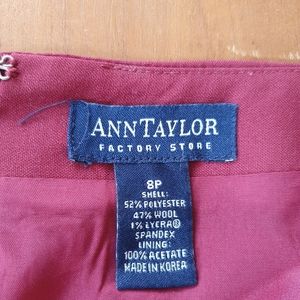 ANNTAYLOR
FACTORY STORE
8P
SHELL:
52% POLYESTER
47% WOOL
1% LYCRA®
SPANDEX
LINING:
100% ACETATE
MADE IN KOREA